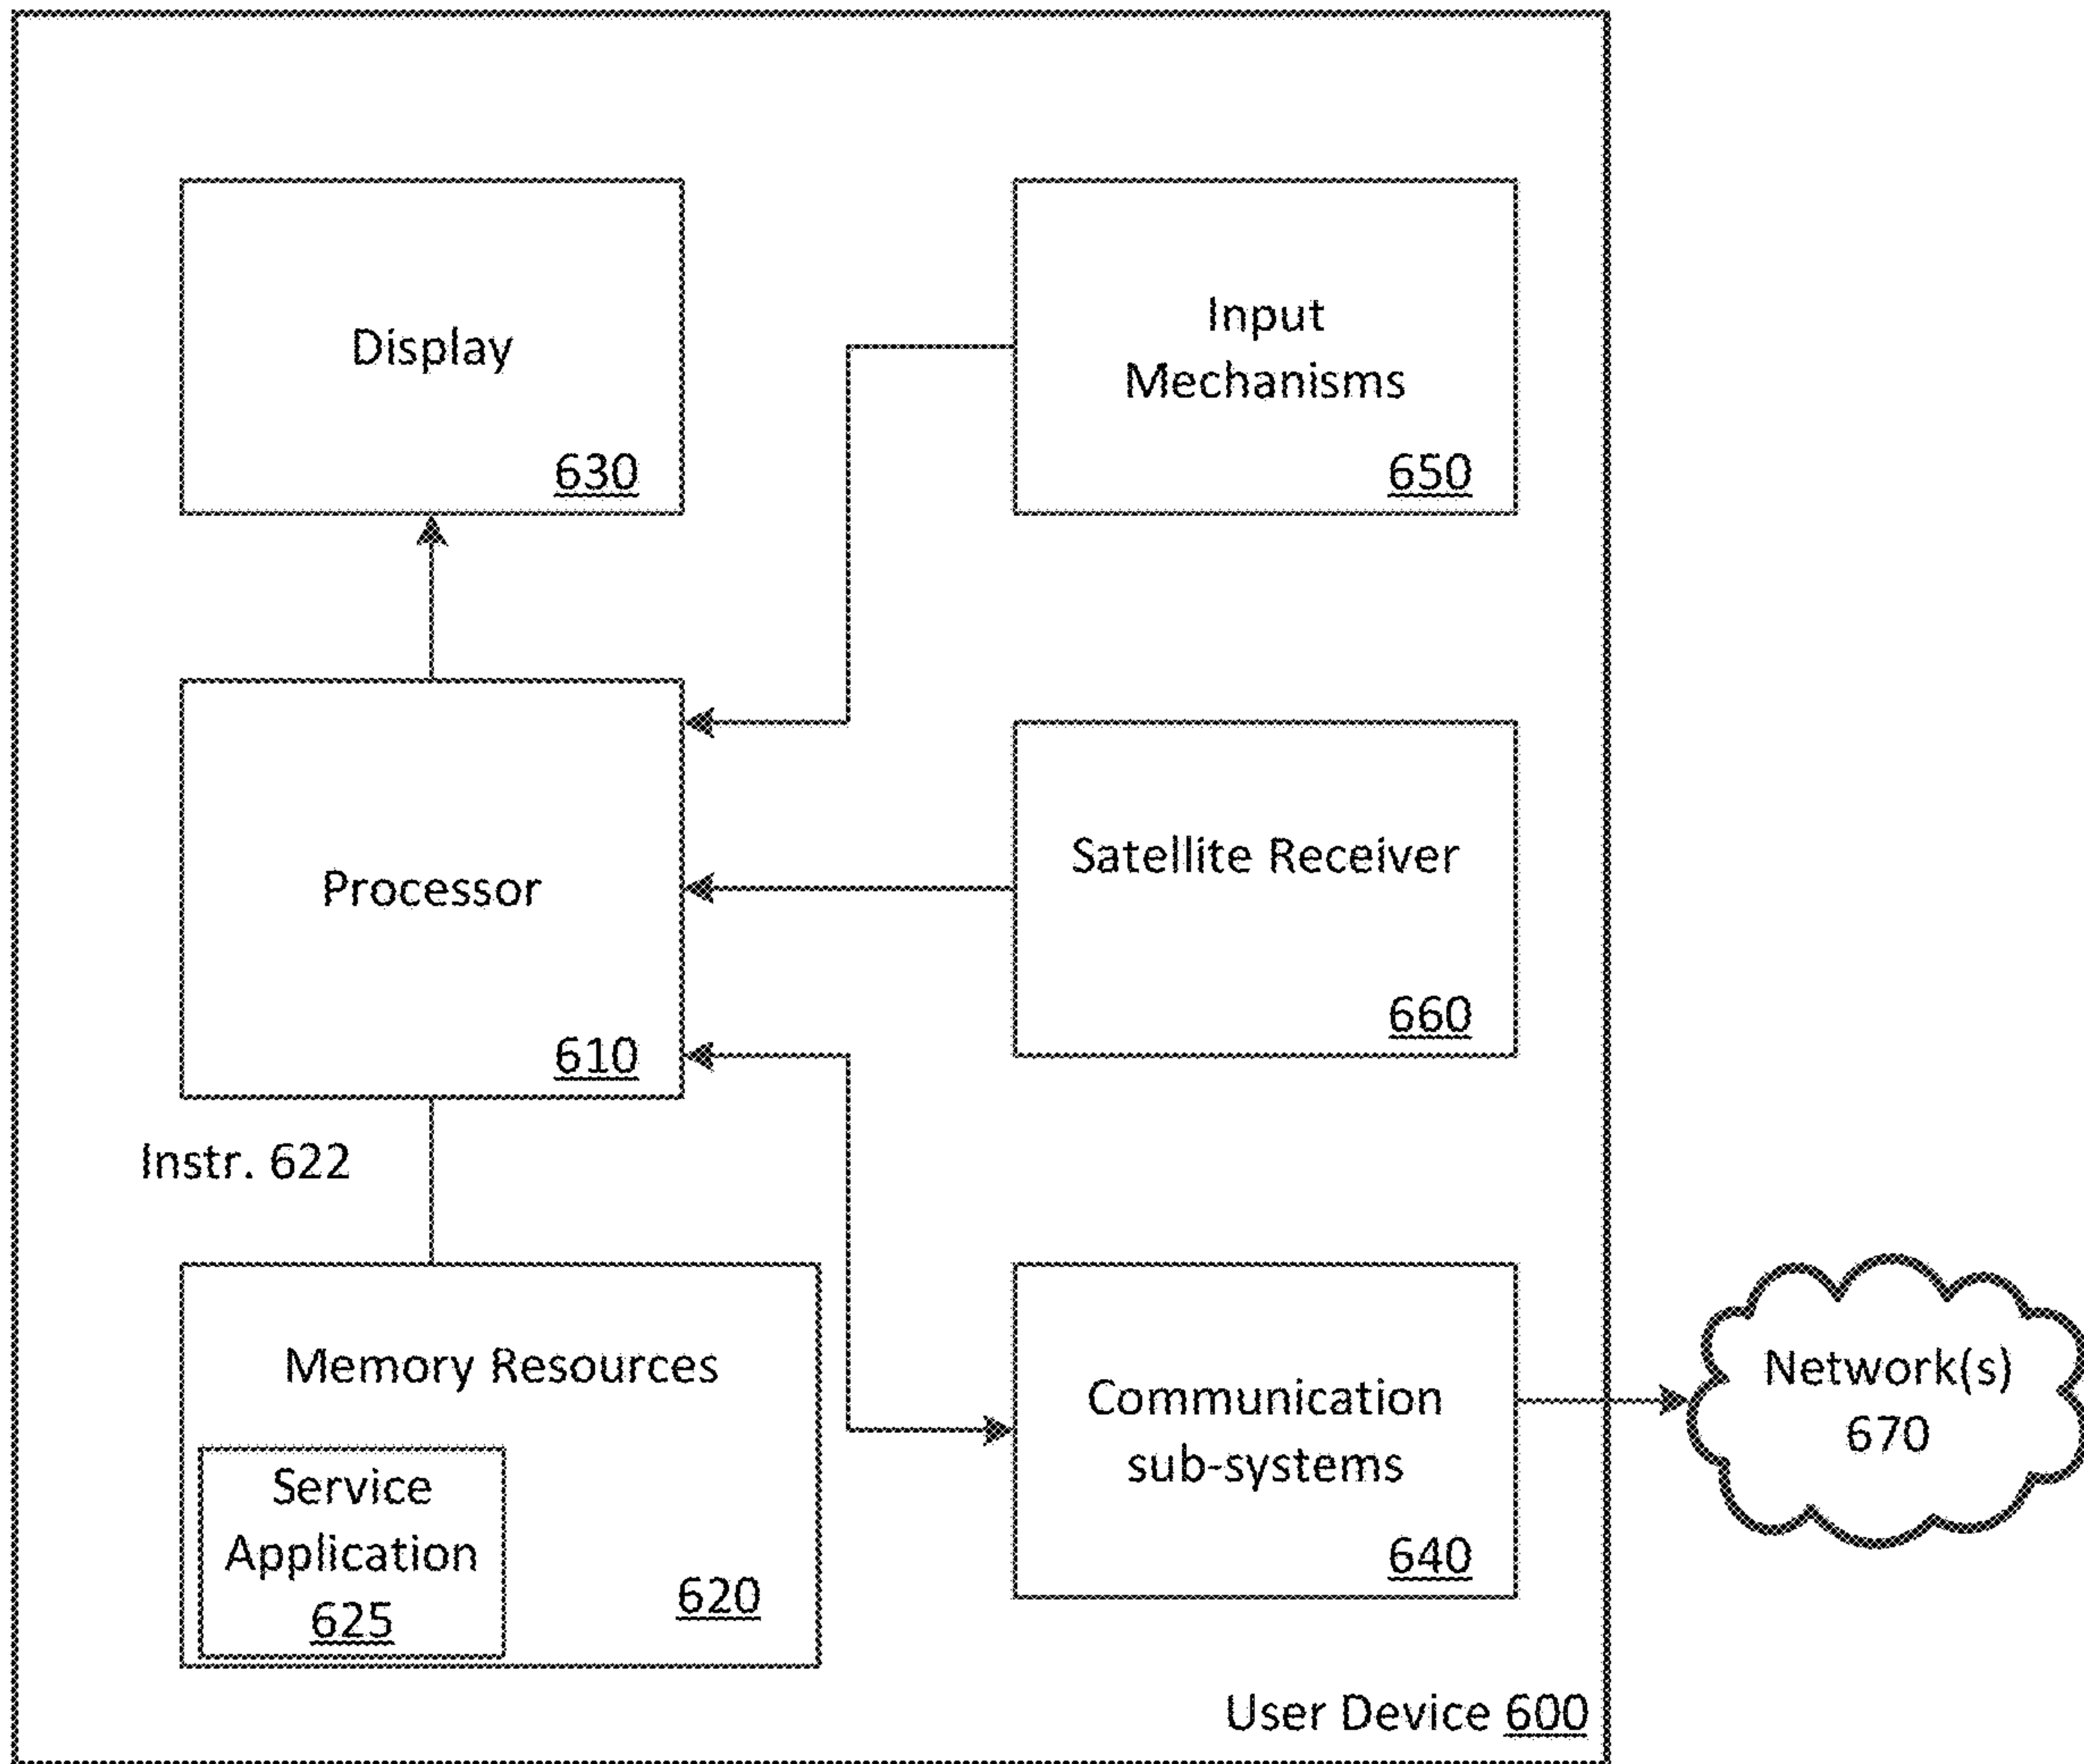 Display
630
Input
Mechanisms
650
Processor
610
Satellite Receiver
660
Instr. 622
Memory Resources
620
Service
Application
625
Communication
sub-systems
640
Network(s)
670
User Device 600